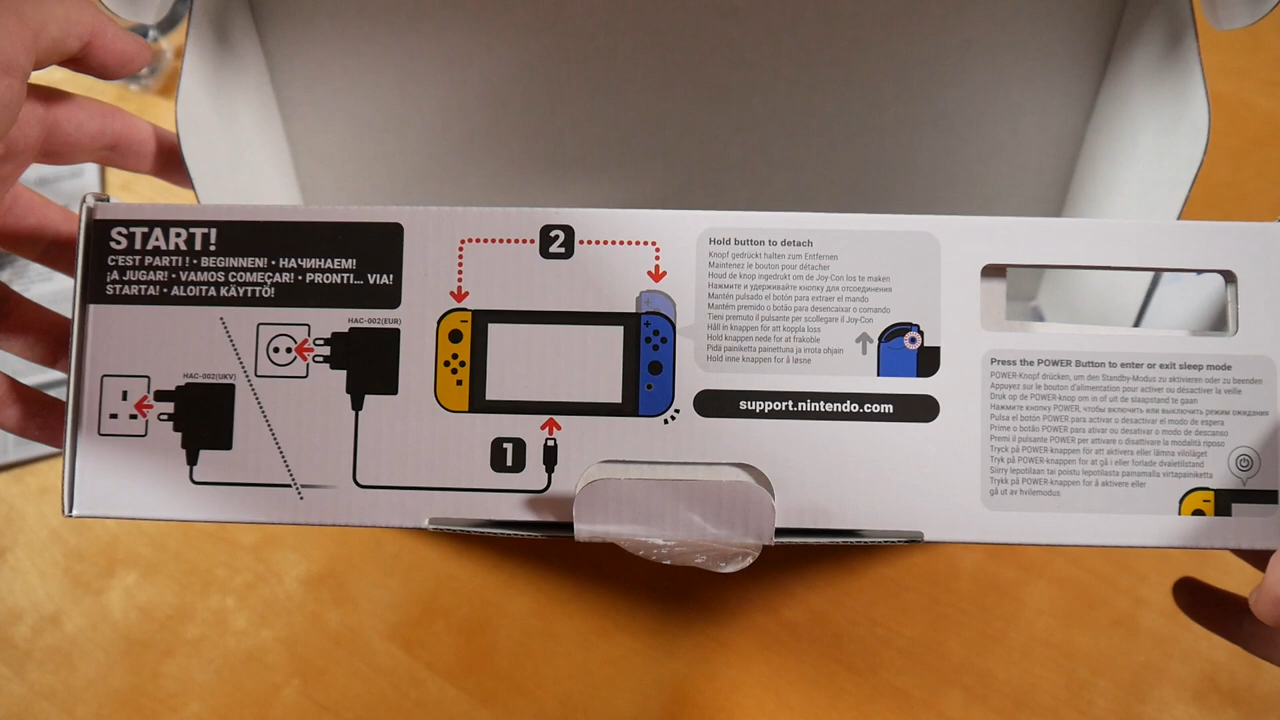 START!
C'EST PARTI ! • BEGINNEN! • НАЧИНАЕМ!
¡A JUGAR! • VAMOS COMEÇAR! • PRONTI... VIA!
STARTA! • ALOITA KÄYTTÖ!
HAC-002(EUR)
HAC-002(UKV)
2
1
Hold button to detach
Knopf gedrückt halten zum Entfernen
Maintenez le bouton pour détacher
Houd de knop ingedrukt om de Joy-Con los te maken
Нажмите и удерживайте кнопку для отсоединения
Mantén pulsado el botón para extraer el mando
Mantém premido o botão para desencaixar o comando
Tieni premuto il pulsante per scollegare il Joy-Con
Håll in knappen för att koppla loss
Hold knappen nede for at frakoble
Pidä painiketta painettuna ja irrota ohjain
Hold inne knappen for å løsne
support.nintendo.com
Press the POWER Button to enter or exit sleep mode
POWER-Knopf drücken, um den Standby-Modus zu aktivieren oder zu beenden
Appuyez sur le bouton d'alimentation pour activer ou désactiver la veille
Druk op de POWER-knop om in of uit de slaapstand te gaan
Нажмите кнопку POWER, чтобы включить или выключить режим ожидания
Pulsa el botón POWER para activar o desactivar el modo de espera
Prime o botão POWER para ativar ou desativar o modo de descanso
Premi il pulsante POWER per attivare o disattivare la modalità riposo
Tryck på POWER-knappen för att aktivera eller lämna viloläget
Tryk på POWER-knappen for at gå i eller forlade dvaletilstand
Siirry lepotilaan tai poistu lepotilasta painamalla virtapainiketta
Trykk på POWER-knappen for å aktivere eller
gå ut av hvilemodus